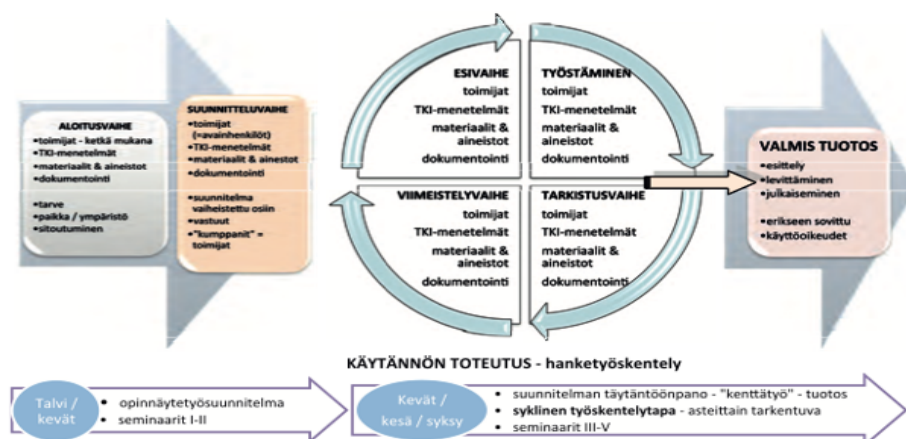 ALOITUSVAIHE
•toimijat - ketkä mukana
•TKI-menetelmät
•materiaalit & aineistot
•dokumentointi
•tarve
•paikka / ympäristö
•sitoutuminen
SUUNNITTELUVAIHE
•toimijat
(=avainhenkilöt)
•TKI-menetelmät
•materiaalit & ainestot
•dokumentointi
•suunnitelma
vaiheistettu osiin
•vastuut
•"kumppanit" =
toimijat
ESIVAIHE
toimijat
TKI-menetelmät
materiaalit &
aineistot
dokumentointi
TYÖSTÄMINEN
toimijat
TKI-menetelmät
materiaalit &
aineistot
dokumentointi
VIIMEISTELYVAIHE
toimijat
TKI-menetelmät
materiaalit &
aineistot
dokumentointi
TARKISTUSVAIHE
toimijat
TKI-menetelmät
materiaalit &
aineistot
dokumentointi
VALMIS TUOTOS
•esittely
•levittäminen
•julkaiseminen
•erikseen sovittu
•käyttöoikeudet
KÄYTÄNNÖN TOTEUTUS - hanketyöskentely
Talvi /
kevät
• opinnäytetyösuunnitelma
• seminaarit I-II
Kevät /
kesä / syksy
• suunnitelman täytäntöönpano - "kenttätyö" - tuotos
• syklinen työskentelytapa - asteittain tarkentuva
• seminaarit III-V